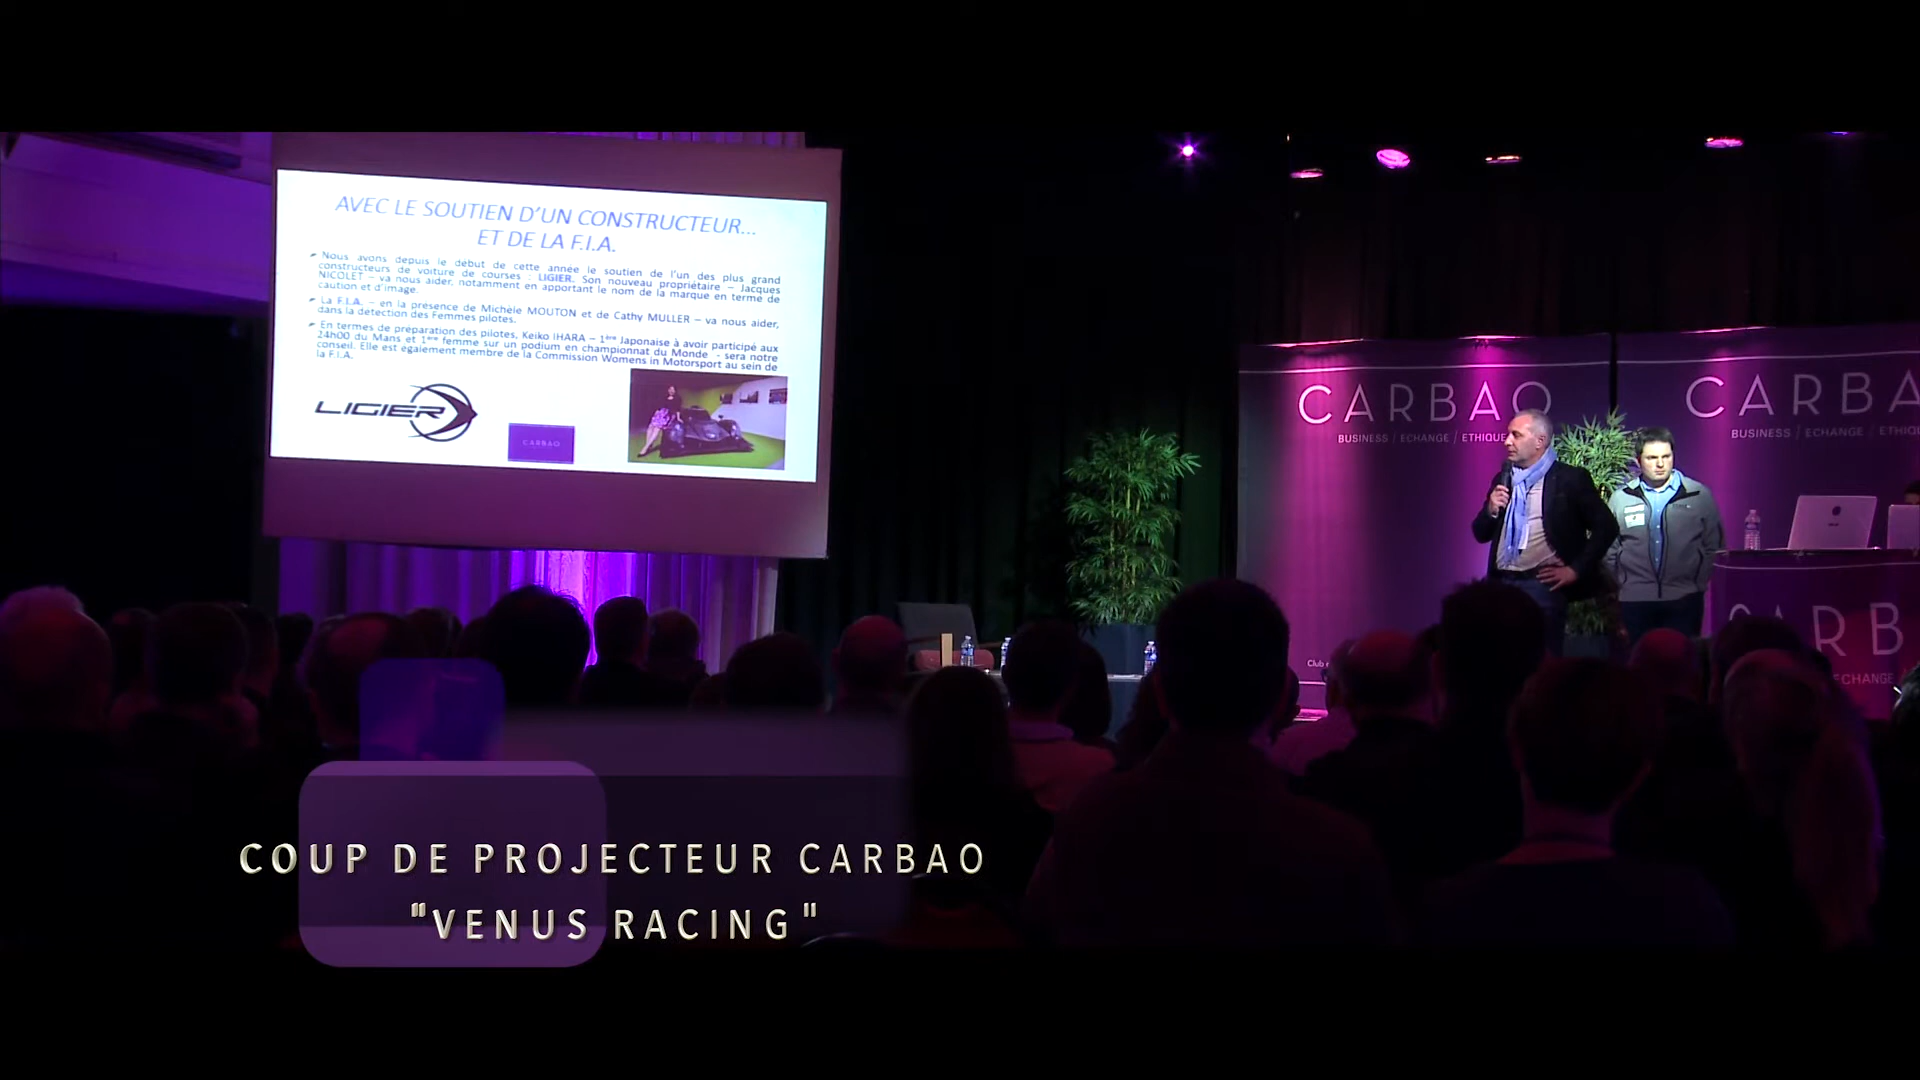 AVEC LE SOUTIEN D'UN CONSTRUCTEUR...
ET DE LA F.I.A.
Nous avons depuis le début de cette année le soutien de l'un des plus grand
constructeurs de voiture de courses : LIGIER. Son nouveau propriétaire – Jacques
NICOLET – va nous aider, notamment en apportant le nom de la marque en terme de
caution et d'image.
La F.I.A. – en la présence de Michèle MOUTON et de Cathy MULLER – va nous aider,
dans la détection des Femmes pilotes.
En termes de préparation des pilotes, Keiko IHARA – 1ère Japonaise à avoir participé aux
24h00 du Mans et 1ère femme sur un podium en championnat du Monde - sera notre
conseil. Elle est également membre de la Commission Womens in Motorsport au sein de
la F.I.A.
LIGIER
CARBAO
CARBAO
BUSINESS / ECHANGE / ETHIQUE
CARBA
BUSINESS / ECHANGE / ETHIQ
Club
CARB
ECHANGE
COUP DE PROJECTEUR CARBAO
"VENUS RACING"